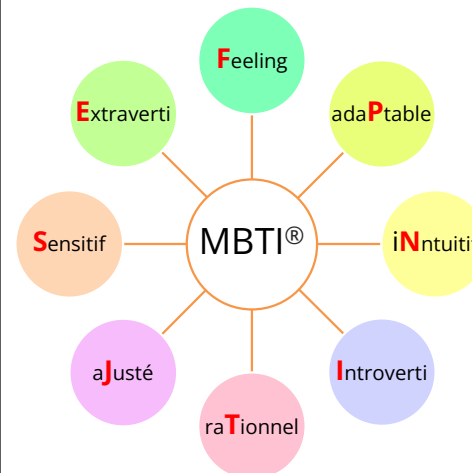 Feeling
Extraverti
adaPtable
Sensitif
MBTI®
iNntuitif
aJusté
Introverti
raTionnel